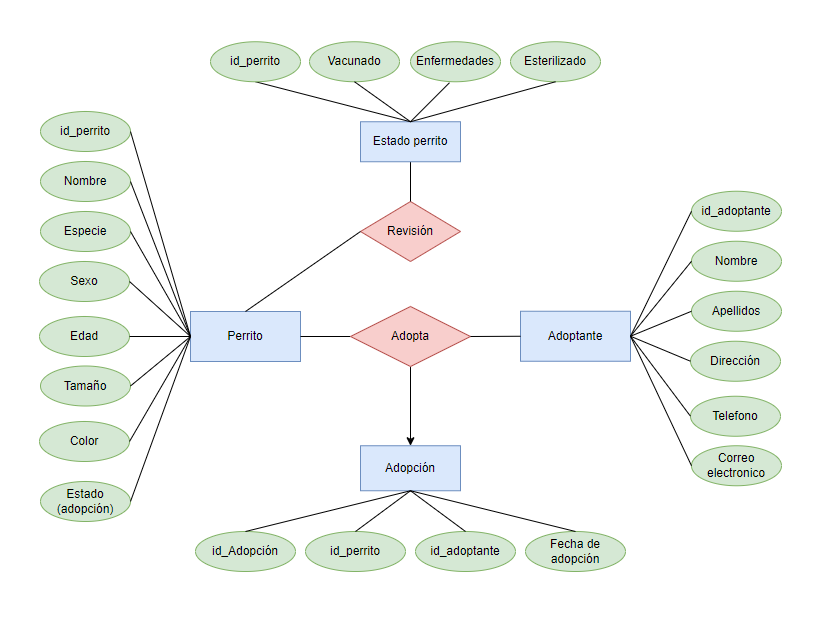 id_perrito
Vacunado
Enfermedades
Esterilizado
Estado perrito
Revisión
id_perrito
Nombre
Especie
Sexo
Edad
Tamaño
Color
Estado
(adopción)
Perrito
Adopta
Adoptante
id_adoptante
Nombre
Apellidos
Dirección
Telefono
Correo
electronico
Adopción
id_Adopción
id_perrito
id_adoptante
Fecha de
adopción